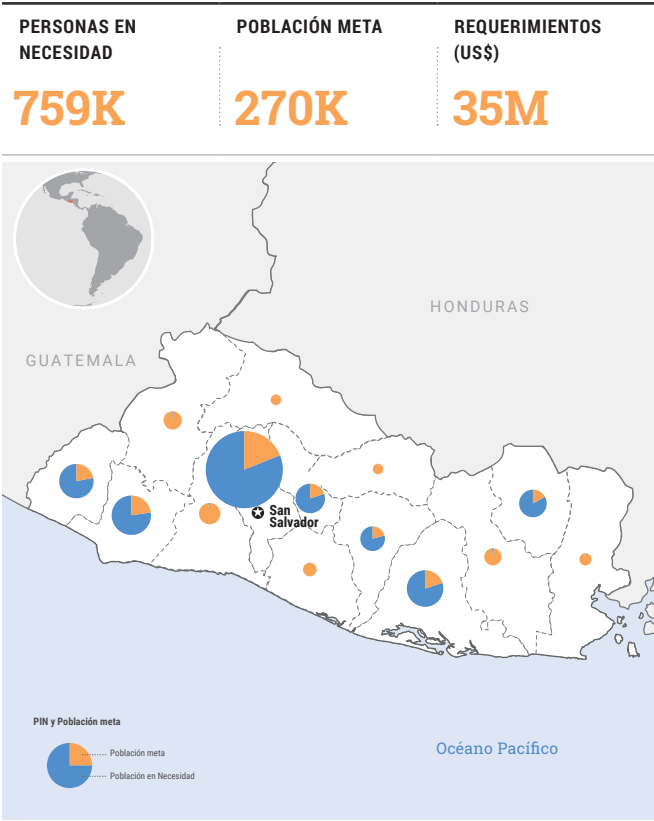 PERSONAS EN
NECESIDAD
759K
POBLACIÓN META
270K
REQUERIMIENTOS
(US$)
35M
HONDURAS
GUATEMALA
San
Salvador
PIN y Población meta
Población meta
Población en Necesidad
Océano Pacífico